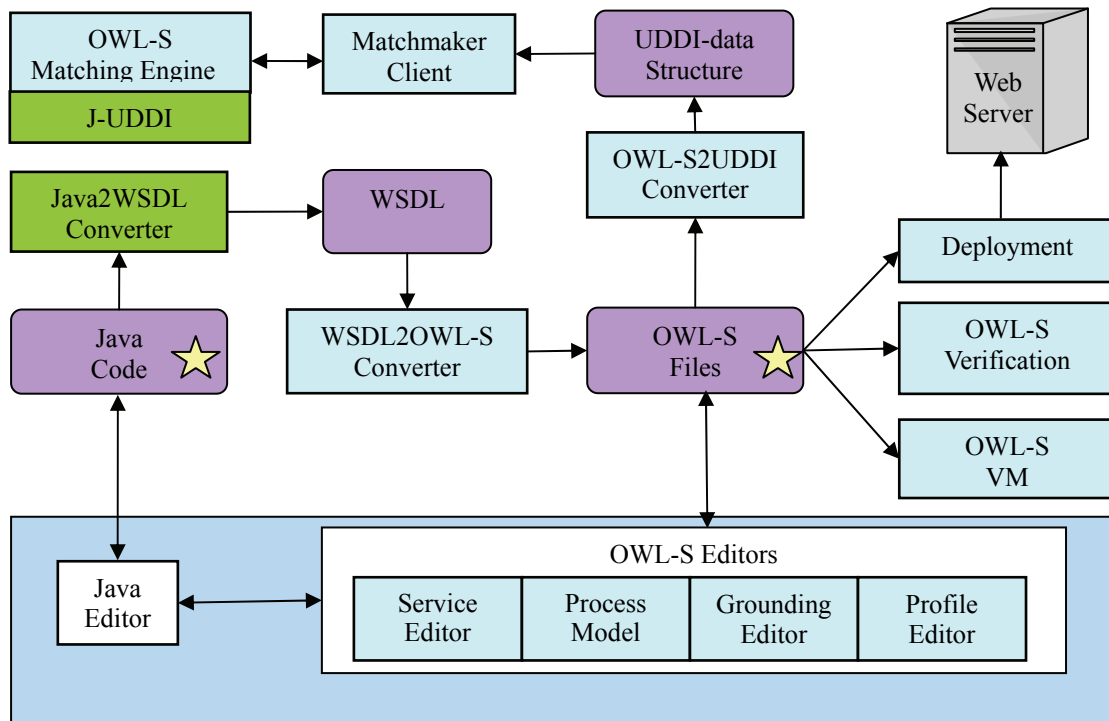 OWL-S
Matching Engine
J-UDDI
Matchmaker
Client
UDDI-data
Structure
Web
Server
Java2WSDL
Converter
WSDL
OWL-S2UDDI
Converter
Deployment
Java
Code
WSDL2OWL-S
Converter
OWL-S
Files
OWL-S
Verification
OWL-S
VM
Java
Editor
OWL-S Editors
Service
Editor
Process
Model
Grounding
Editor
Profile
Editor